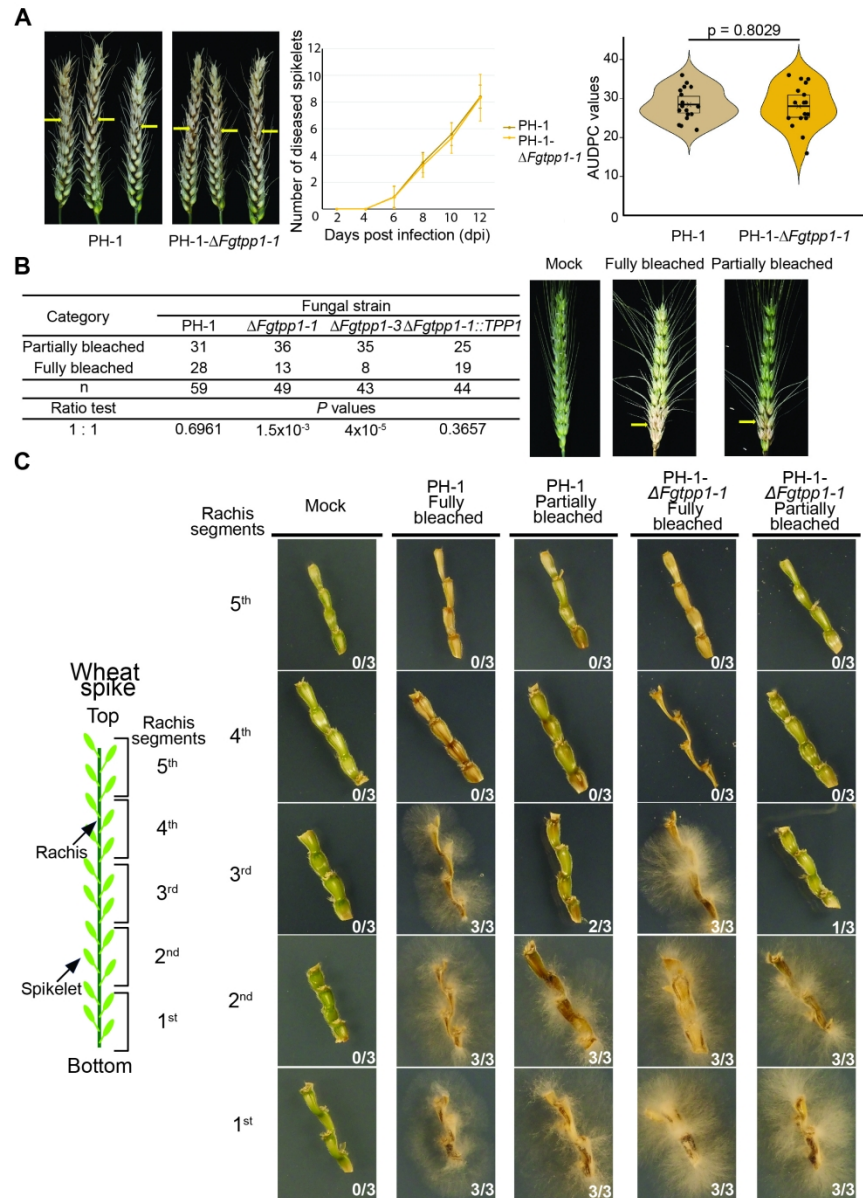 A
Number of diseased spikelets
12
10
8
6
4
2
0
2 4 6 8 10 12
Days post infection (dpi)
PH-1
PH-1-
ΔFgtpp1-1
PH-1 PH-1-ΔFgtpp1-1
p = 0.8029
AUDPC values
40
30
20
10
0
PH-1 PH-1-ΔFgtpp1-1
B
Category Fungal strain
PH-1 ΔFgtpp1-1 ΔFgtpp1-3 ΔFgtpp1-1::TPP1
Partially bleached 31 36 35 25
Fully bleached 28 13 8 19
n 59 49 43 44
Ratio test P values
1 : 1 0.6961 1.5x10-3 4x10-5 0.3657
Mock Fully bleached Partially bleached
C
Rachis
segments
Mock
PH-1
Fully
bleached
PH-1
Partially
bleached
PH-1-
ΔFgtpp1-1
Fully
bleached
PH-1-
ΔFgtpp1-1
Partially
bleached
5th
0/3 0/3 0/3 0/3 0/3
4th
0/3 0/3 0/3 0/3 0/3
3rd
0/3 3/3 2/3 3/3 1/3
2nd
0/3 3/3 3/3 3/3 3/3
1st
0/3 3/3 3/3 3/3 3/3
Wheat
spike
Top
Rachis
segments
5th
4th
Rachis
3rd
2nd
Spikelet
1st
Bottom